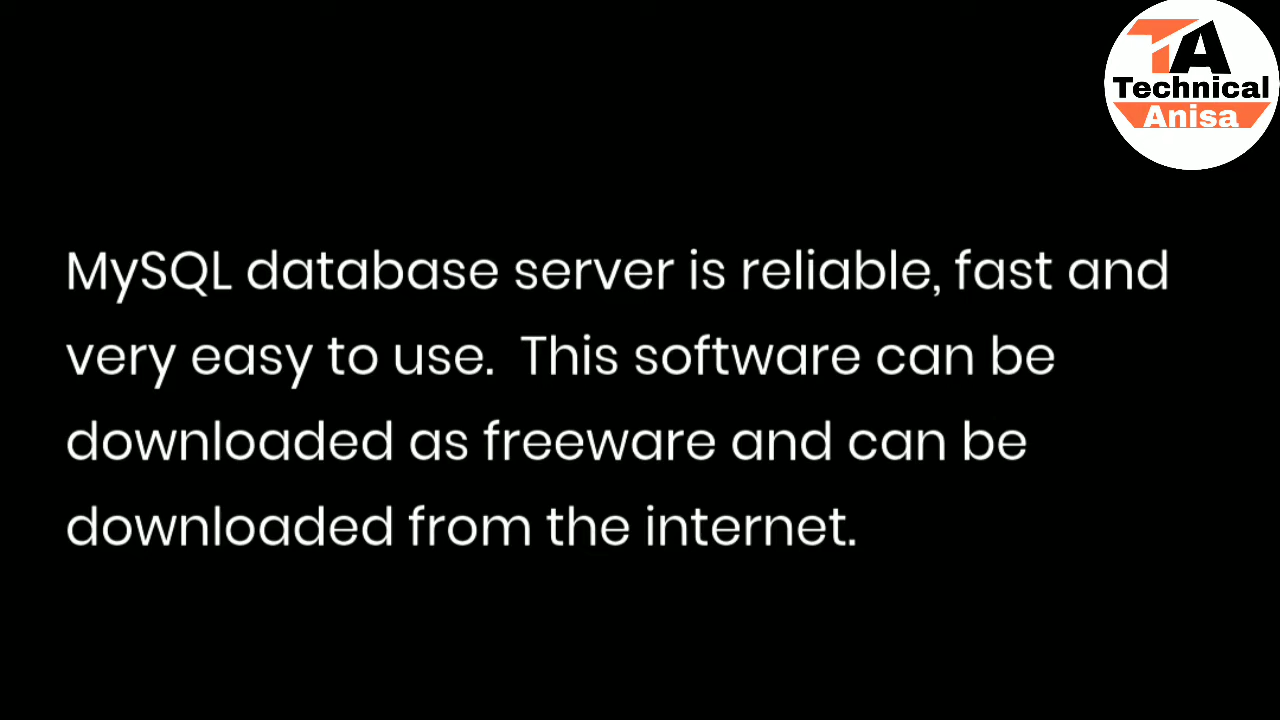 TA
Technical
Anisa
MySQL database server is reliable, fast and
very easy to use.  This software can be
downloaded as freeware and can be
downloaded from the internet.